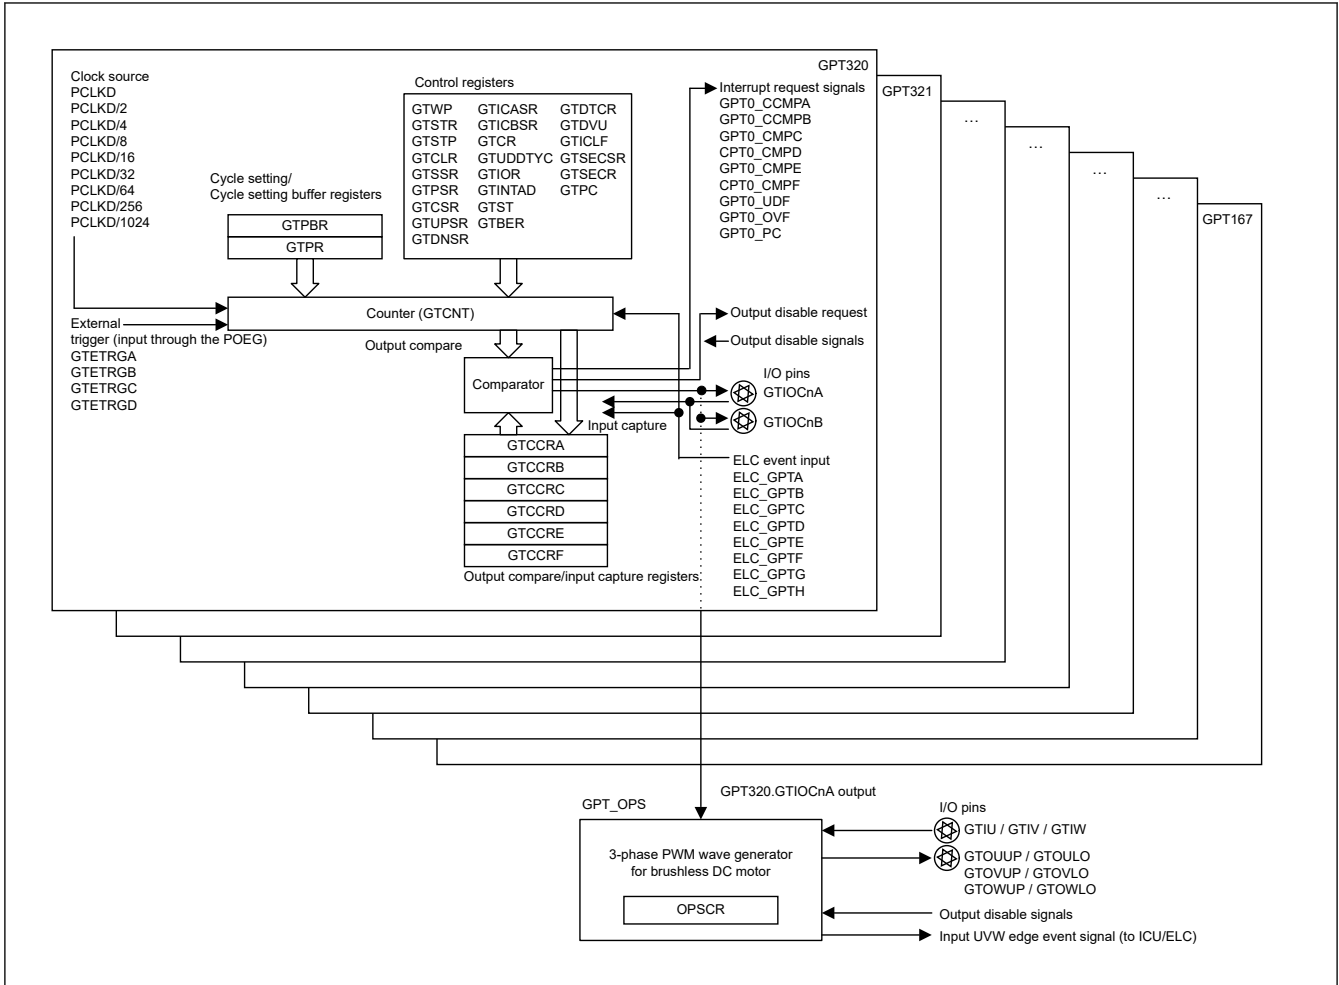 GPT320
GPT321
…
…
…
…
GPT167
Clock source
PCLKD
PCLKD/2
PCLKD/4
PCLKD/8
PCLKD/16
PCLKD/32
PCLKD/64
PCLKD/256
PCLKD/1024
Cycle setting/
Cycle setting buffer registers
GTPBR
GTPR
Control registers
GTWP GTICASR GTDTCR
GTSTR GTICBSR GTDVU
GTSTP GTCR GTICLF
GTCLR GTUDDTYC GTSECSR
GTSSR GTIOR GTSECR
GTPSR GTINTAD GTPC
GTCSR GTST
GTUPSR GTBER
GTDNSR
Interrupt request signals
GPT0_CCMPA
GPT0_CCMPB
GPT0_CMPC
CPT0_CMPD
GPT0_CMPE
CPT0_CMPF
GPT0_UDF
GPT0_OVF
GPT0_PC
Counter (GTCNT)
External
trigger (input through the POEG)
GTETRGA
GTETRGB
GTETRGC
GTETRGD
Output compare
Comparator
Output disable request
Output disable signals
I/O pins
GTIOCnA
GTIOCnB
Input capture
GTCCRA
GTCCRB
GTCCRC
GTCCRD
GTCCRE
GTCCRF
Output compare/input capture registers
ELC event input
ELC_GPTA
ELC_GPTB
ELC_GPTC
ELC_GPTD
ELC_GPTE
ELC_GPTF
ELC_GPTG
ELC_GPTH
GPT320.GTIOCnA output
GPT_OPS
3-phase PWM wave generator
for brushless DC motor
OPSCR
I/O pins
GTIU / GTIV / GTIW
GTOUUP / GTOULO
GTOVUP / GTOVLO
GTOWUP / GTOWLO
Output disable signals
Input UVW edge event signal (to ICU/ELC)